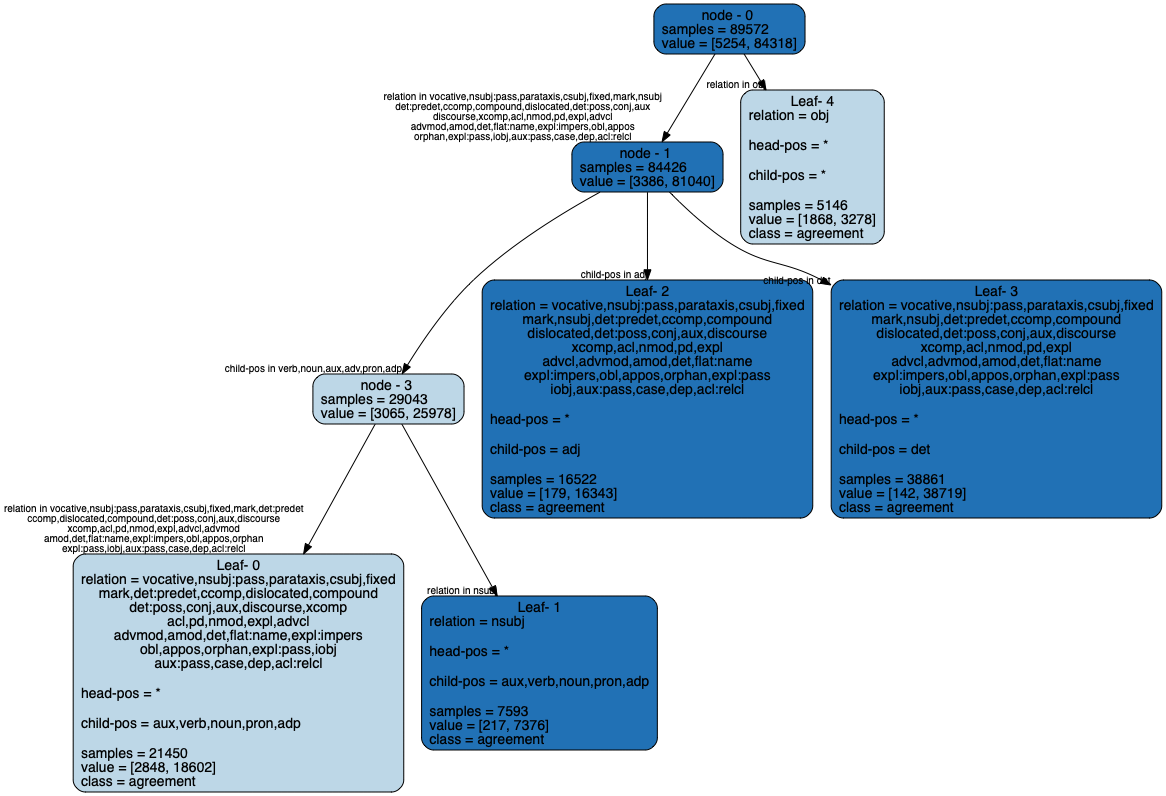 node - 0
samples = 89572
value = [5254, 84318]
relation in
Leaf- 4
relation = obj
head-pos = *
child-pos = *
samples = 5146
value = [1868, 3278]
class = agreement
relation in vocative,nsubj:pass,parataxis,csubj,fixed,mark,nsubj
det:predet,ccomp,compound,dislocated,det:poss,conj,aux
discourse,xcomp,acl,nmod,pd,expl,advcl
advmod,amod,det,flat:name,expl:impers,obl,appos
orphan,expl:pass,iobj,aux:pass,case,dep,acl:relcl
node - 1
samples = 84426
value = [3386, 81040]
child-pos in adj
Leaf- 2
relation = vocative,nsubj:pass,parataxis,csubj,fixed
mark,nsubj,det:predet,ccomp,compound
dislocated,det:poss,conj,aux,discourse
xcomp,acl,nmod,pd,expl
advcl,advmod,amod,det,flat:name
expl:impers,obl,appos,orphan,expl:pass
iobj,aux:pass,case,dep,acl:relcl
head-pos = *
child-pos = adj
samples = 16522
value = [179, 16343]
class = agreement
child-pos in det
Leaf- 3
relation = vocative,nsubj:pass,parataxis,csubj,fixed
mark,nsubj,det:predet,ccomp,compound
dislocated,det:poss,conj,aux,discourse
xcomp,acl,nmod,pd,expl
advcl,advmod,amod,det,flat:name
expl:impers,obl,appos,orphan,expl:pass
iobj,aux:pass,case,dep,acl:relcl
head-pos = *
child-pos = det
samples = 38861
value = [142, 38719]
class = agreement
child-pos in verb,noun,aux,adv,pron,adp
node - 3
samples = 29043
value = [3065, 25978]
relation in vocative,nsubj:pass,parataxis,csubj,fixed,mark,det:predet
ccomp,dislocated,compound,det:poss,conj,aux,discourse
xcomp,acl,pd,nmod,expl,advcl,advmod
amod,det,flat:name,expl:impers,obl,appos,orphan
expl:pass,iobj,aux:pass,case,dep,acl:relcl
Leaf- 0
relation = vocative,nsubj:pass,parataxis,csubj,fixed
mark,det:predet,ccomp,dislocated,compound
det:poss,conj,aux,discourse,xcomp
acl,pd,nmod,expl,advcl
advmod,amod,det,flat:name,expl:impers
obl,appos,orphan,expl:pass,iobj
aux:pass,case,dep,acl:relcl
head-pos = *
child-pos = aux,verb,noun,pron,adp
samples = 21450
value = [2848, 18602]
class = agreement
relation in nsubj
Leaf- 1
relation = nsubj
head-pos = *
child-pos = aux,verb,noun,pron,adp
samples = 7593
value = [217, 7376]
class = agreement